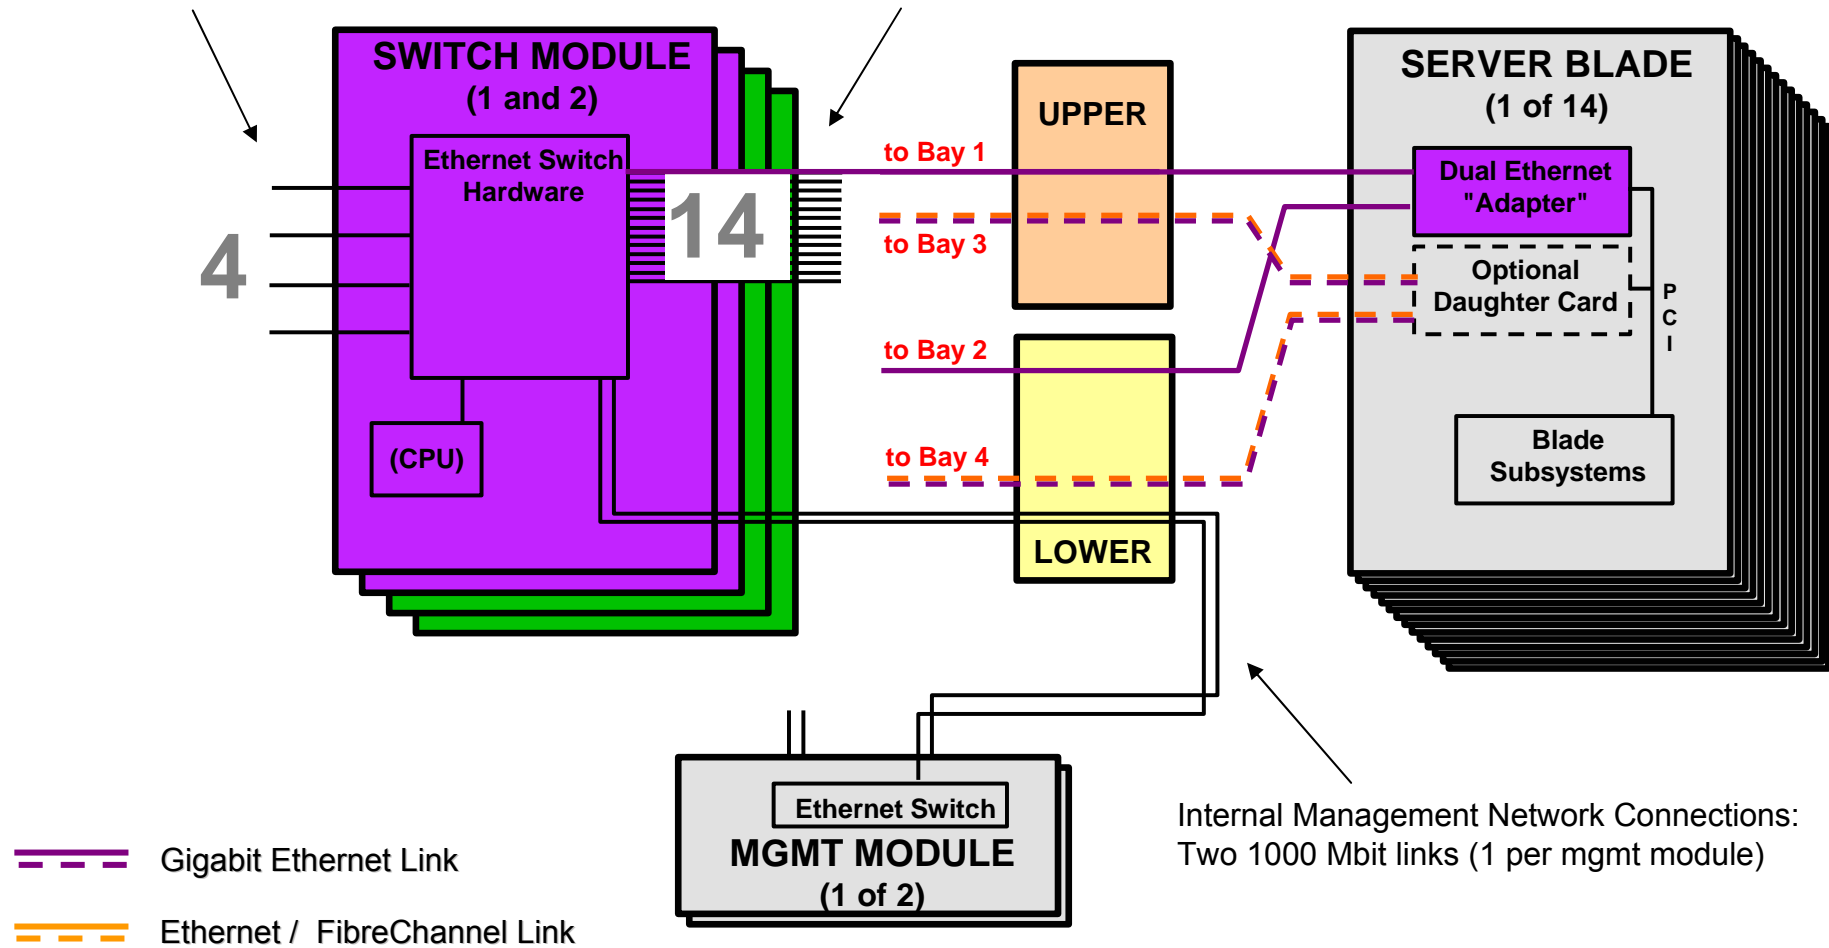 SWITCH MODULE
(1 and 2)
Ethernet Switch
Hardware
4
14
(CPU)
UPPER
to Bay 1
to Bay 3
to Bay 2
to Bay 4
LOWER
SERVER BLADE
(1 of 14)
Dual Ethernet
"Adapter"
Optional
Daughter Card
P
C
I
Blade
Subsystems
Ethernet Switch
MGMT MODULE
(1 of 2)
Internal Management Network Connections:
Two 1000 Mbit links (1 per mgmt module)
Gigabit Ethernet Link
Ethernet / FibreChannel Link